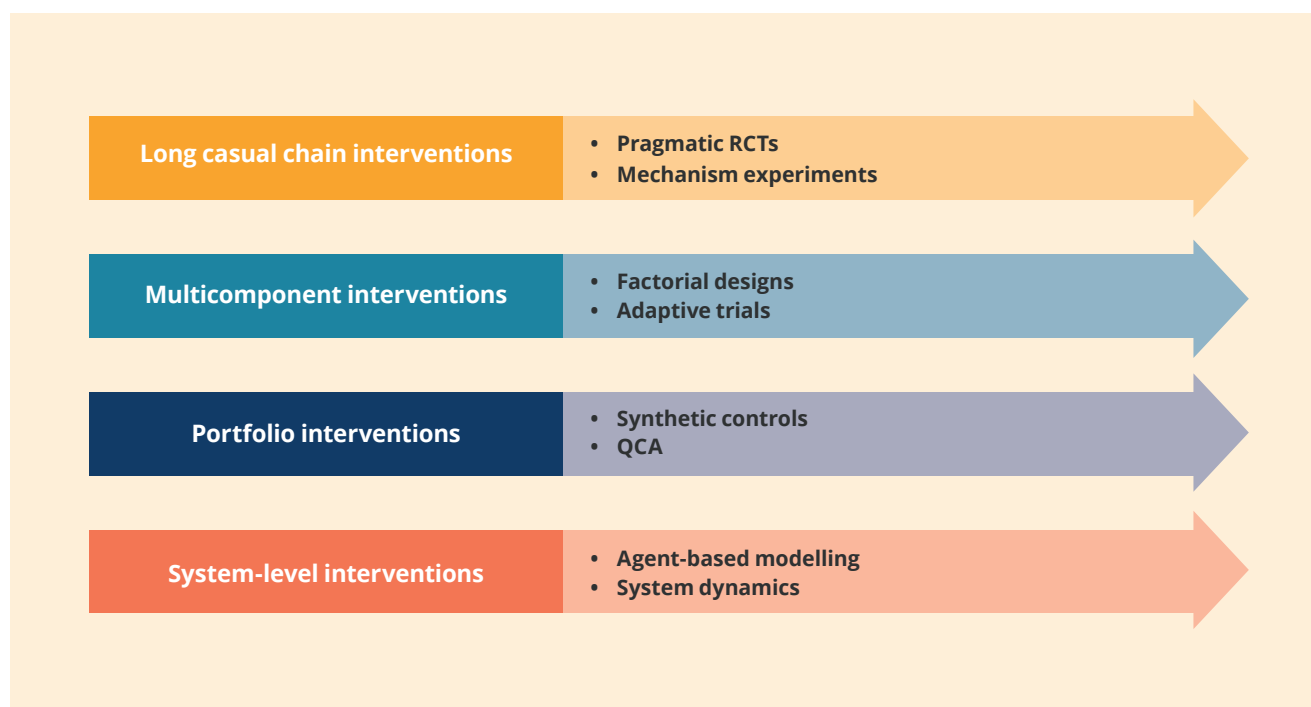 Long casual chain interventions
• Pragmatic RCTs
• Mechanism experiments
Multicomponent interventions
• Factorial designs
• Adaptive trials
Portfolio interventions
• Synthetic controls
• QCA
System-level interventions
• Agent-based modelling
• System dynamics